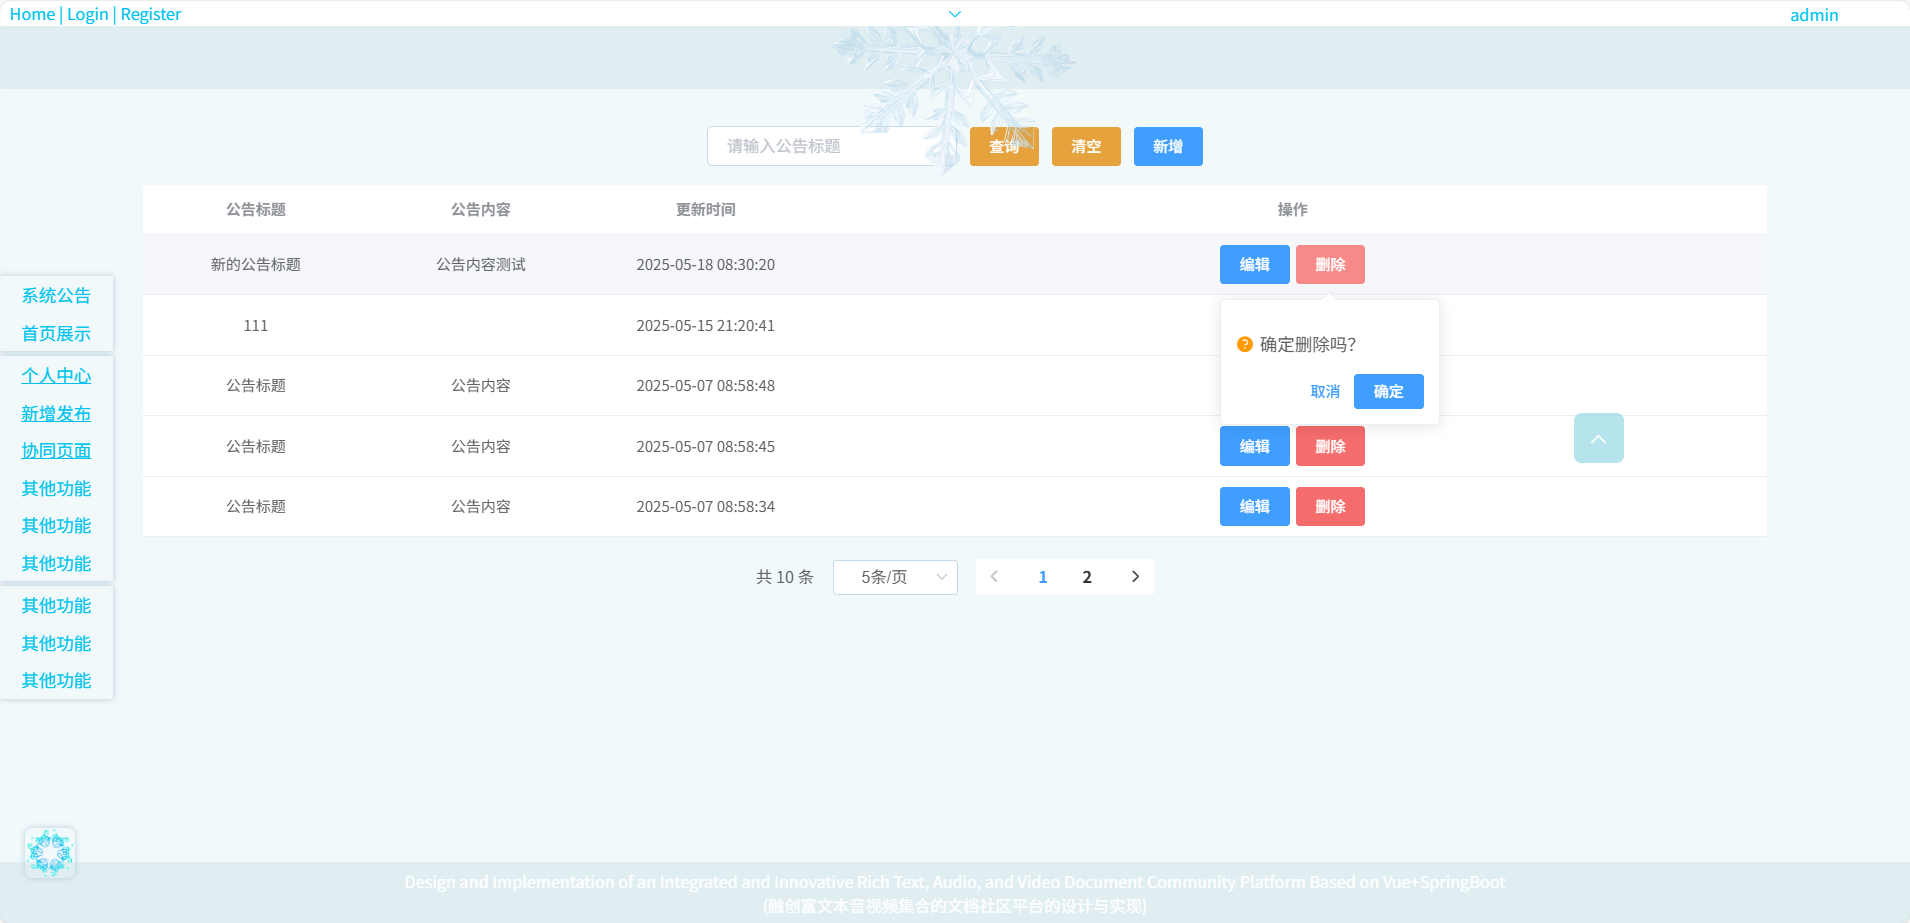 Home | Login | Register
admin
请输入公告标题
查询
清空
新增
公告标题 公告内容 更新时间 操作
新的公告标题 公告内容测试 2025-05-18 08:30:20 编辑 删除
111 2025-05-15 21:20:41
确定删除吗？
取消 确定
公告标题 公告内容 2025-05-07 08:58:48
公告标题 公告内容 2025-05-07 08:58:45 编辑 删除
公告标题 公告内容 2025-05-07 08:58:34 编辑 删除
共 10 条 5条/页 1 2
系统公告
首页展示
个人中心
新增发布
协同页面
其他功能
其他功能
其他功能
其他功能
其他功能
其他功能
Design and Implementation of an Integrated and Innovative Rich Text, Audio, and Video Document Community Platform Based on Vue+SpringBoot
(融创富文本音视频集合的文档社区平台的设计与实现)